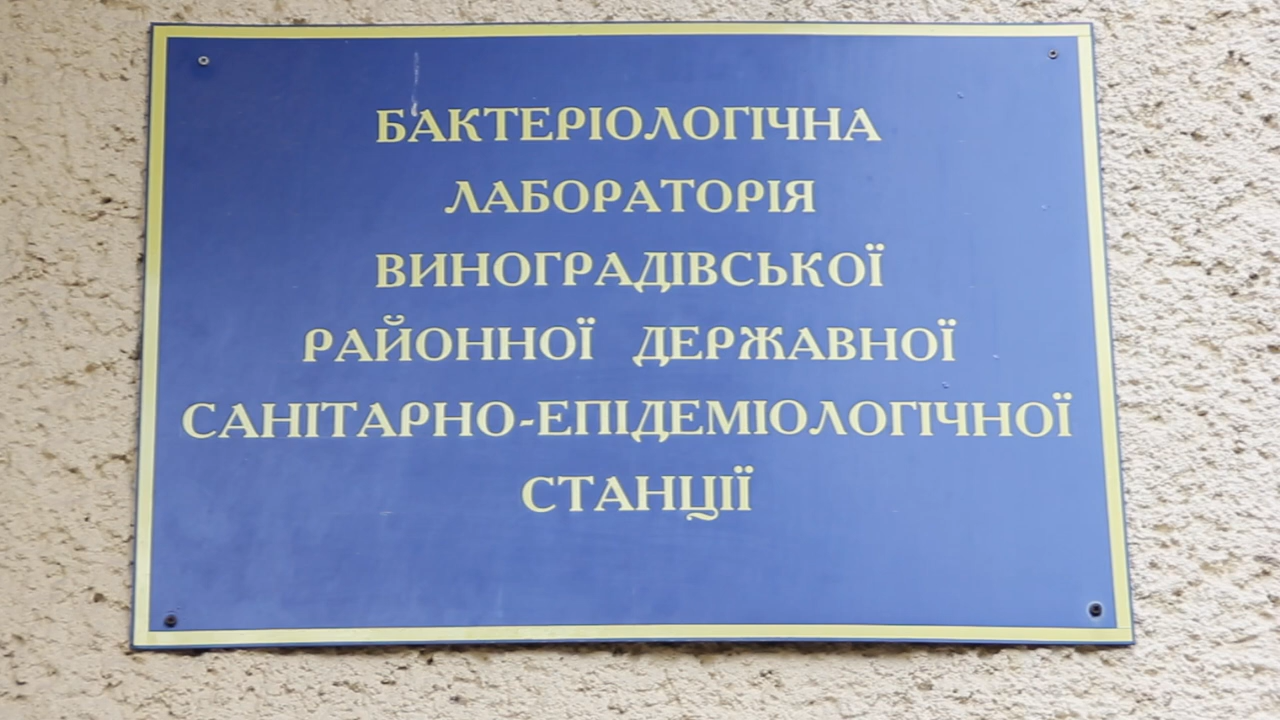 БАКТЕРІОЛОГІЧНА
ЛАБОРАТОРІЯ
ВИНОГРАДІВСЬКОЇ
РАЙОННОЇ ДЕРЖАВНОЇ
САНІТАРНО-ЕПІДЕМІОЛОГІЧНОЇ
СТАНЦІЇ